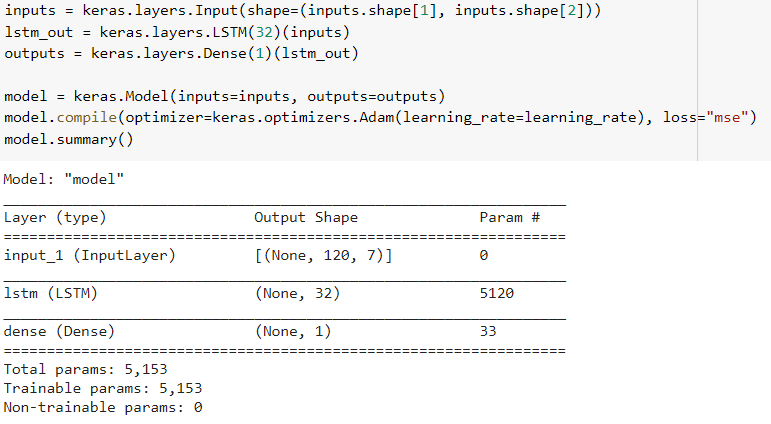 inputs = keras.layers.Input(shape=(inputs.shape[1], inputs.shape[2]))
lstm_out = keras.layers.LSTM(32)(inputs)
outputs = keras.layers.Dense(1)(lstm_out)
model = keras.Model(inputs=inputs, outputs=outputs)
model.compile(optimizer=keras.optimizers.Adam(learning_rate=learning_rate), loss="mse")
model.summary()
Model: "model"
_________________________________________________________________
Layer (type) Output Shape Param #
=================================================================
input_1 (InputLayer) [(None, 120, 7)] 0
_________________________________________________________________
lstm (LSTM) (None, 32) 5120
_________________________________________________________________
dense (Dense) (None, 1) 33
=================================================================
Total params: 5,153
Trainable params: 5,153
Non-trainable params: 0